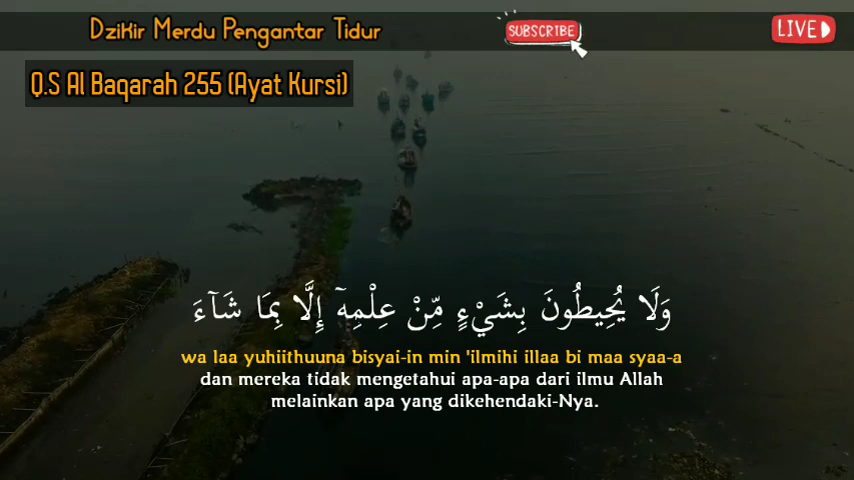 Dzikir Merdu Pengantar Tidur
SUBSCRIBE
LIVE
Q.S Al Baqarah 255 (Ayat Kursi)
وَلَا يُحِيطُونَ بِشَيْءٍ مِّنْ عِلْمِهِۦٓ إِلَّا بِمَا شَآءَ
wa laa yuhiithuuna bisyai-in min 'ilmihi illaa bi maa syaa-a
dan mereka tidak mengetahui apa-apa dari ilmu Allah
melainkan apa yang dikehendaki-Nya.